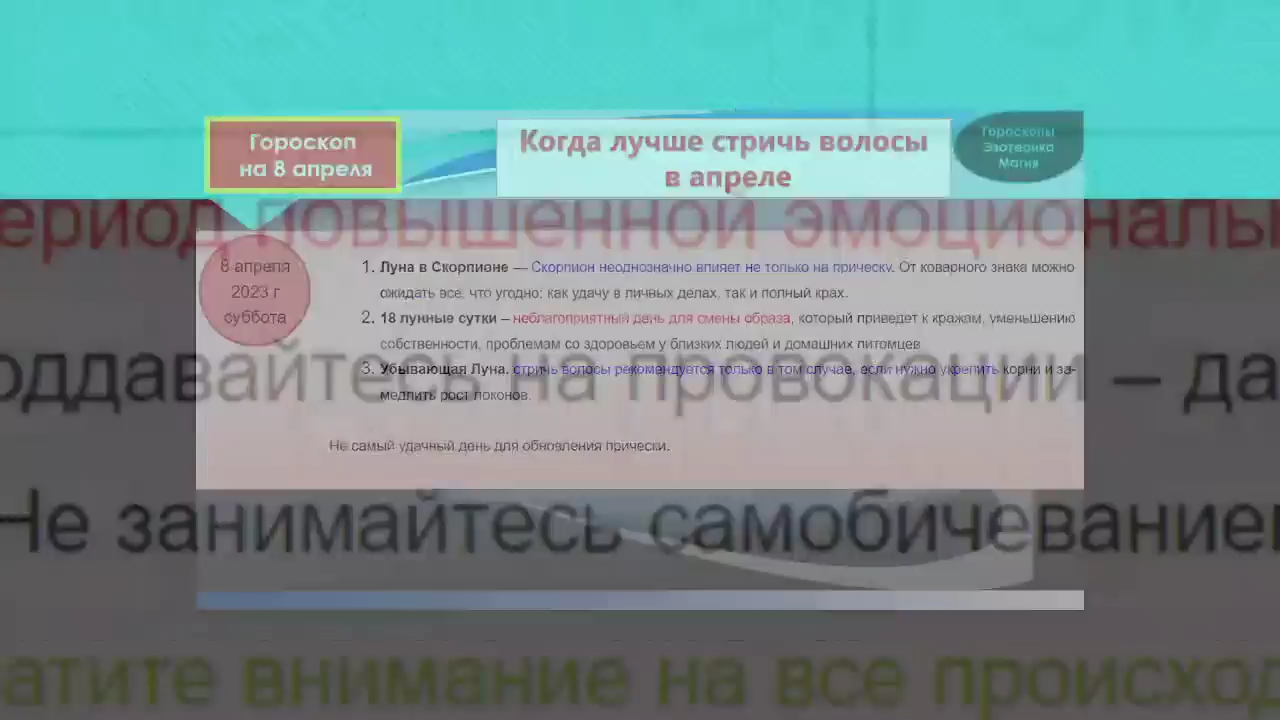 Гороскоп
на 8 апреля
Когда лучше стричь волосы
в апреле
Гороскопы
Эзотерика
Магия
ериод повышенной эмоциональн
8 апреля
2023 г
суббота
1. Луна в Скорпионе — Скорпион неоднозначно влияет не только на прическу. От коварного знака можно
ожидать все, что угодно: как удачу в личных делах, так и полный крах.
2. 18 лунные сутки – неблагоприятный день для смены образа, который приведет к кражам, уменьшению
собственности, проблемам со здоровьем у близких людей и домашних питомцев
3. Убывающая Луна. стричь волосы рекомендуется только в том случае, если нужно укрепить корни и за-
медлить рост локонов.
оддавайтесь на провокации – да
Не самый удачный день для обновления прически.
Не занимайтесь самобичевание
атите внимание на все происход